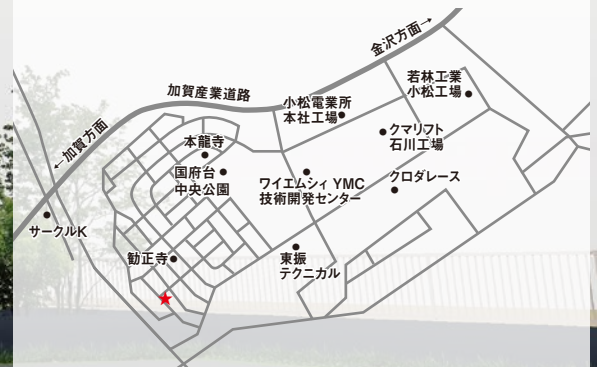 金沢方面→
若林工業
小松工場
加賀産業道路
小松電業所
本社工場
クマリフト
石川工場
←加賀方面
本龍寺
国府台
中央公園
ワイエムシィ YMC
技術開発センター
クロダレース
サークルK
勧正寺
東振
テクニカル